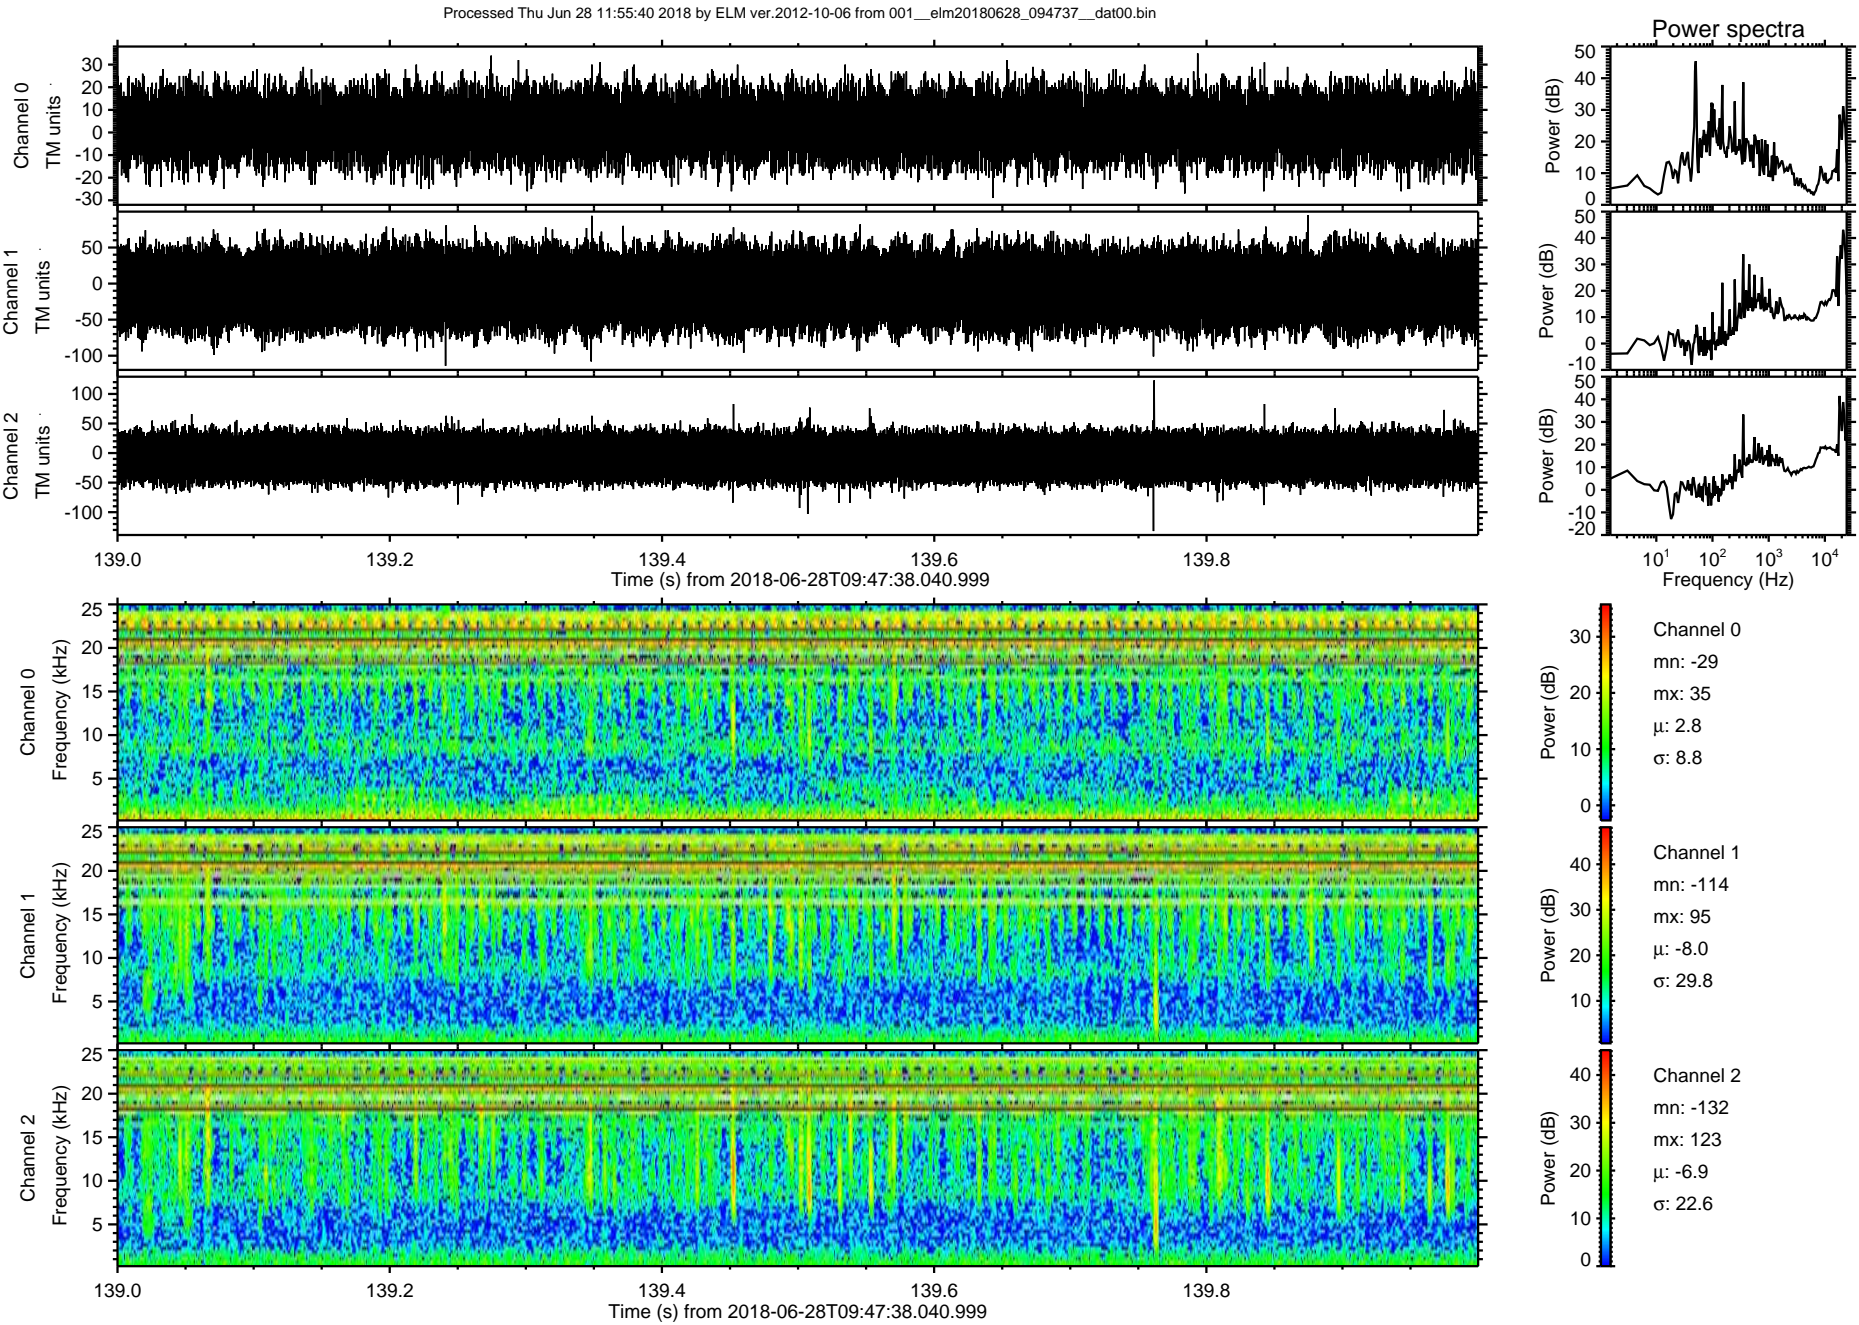 Processed Thu Jun 28 11:55:40 2018 by ELM ver.2012-10-06 from 001__elm20180628_094737__dat00.bin
Power spectra
Channel 0
TM units
30
20
10
0
-10
-20
-30
Power (dB)
50
40
30
20
10
0
Channel 1
TM units
50
0
-50
-100
Power (dB)
50
40
30
20
10
0
-10
Channel 2
TM units
100
50
0
-50
-100
Power (dB)
50
40
30
20
10
0
-10
-20
139.0 139.2 139.4 139.6 139.8
Time (s) from 2018-06-28T09:47:38.040.999
10¹ 10² 10³ 10⁴
Frequency (Hz)
Channel 0
Frequency (kHz)
25
20
15
10
5
Power (dB)
30
20
10
0
Channel 0
mn: -29
mx: 35
μ: 2.8
σ: 8.8
Channel 1
Frequency (kHz)
25
20
15
10
5
Power (dB)
40
30
20
10
Channel 1
mn: -114
mx: 95
μ: -8.0
σ: 29.8
Channel 2
Frequency (kHz)
25
20
15
10
5
Power (dB)
40
30
20
10
0
Channel 2
mn: -132
mx: 123
μ: -6.9
σ: 22.6
139.0 139.2 139.4 139.6 139.8
Time (s) from 2018-06-28T09:47:38.040.999